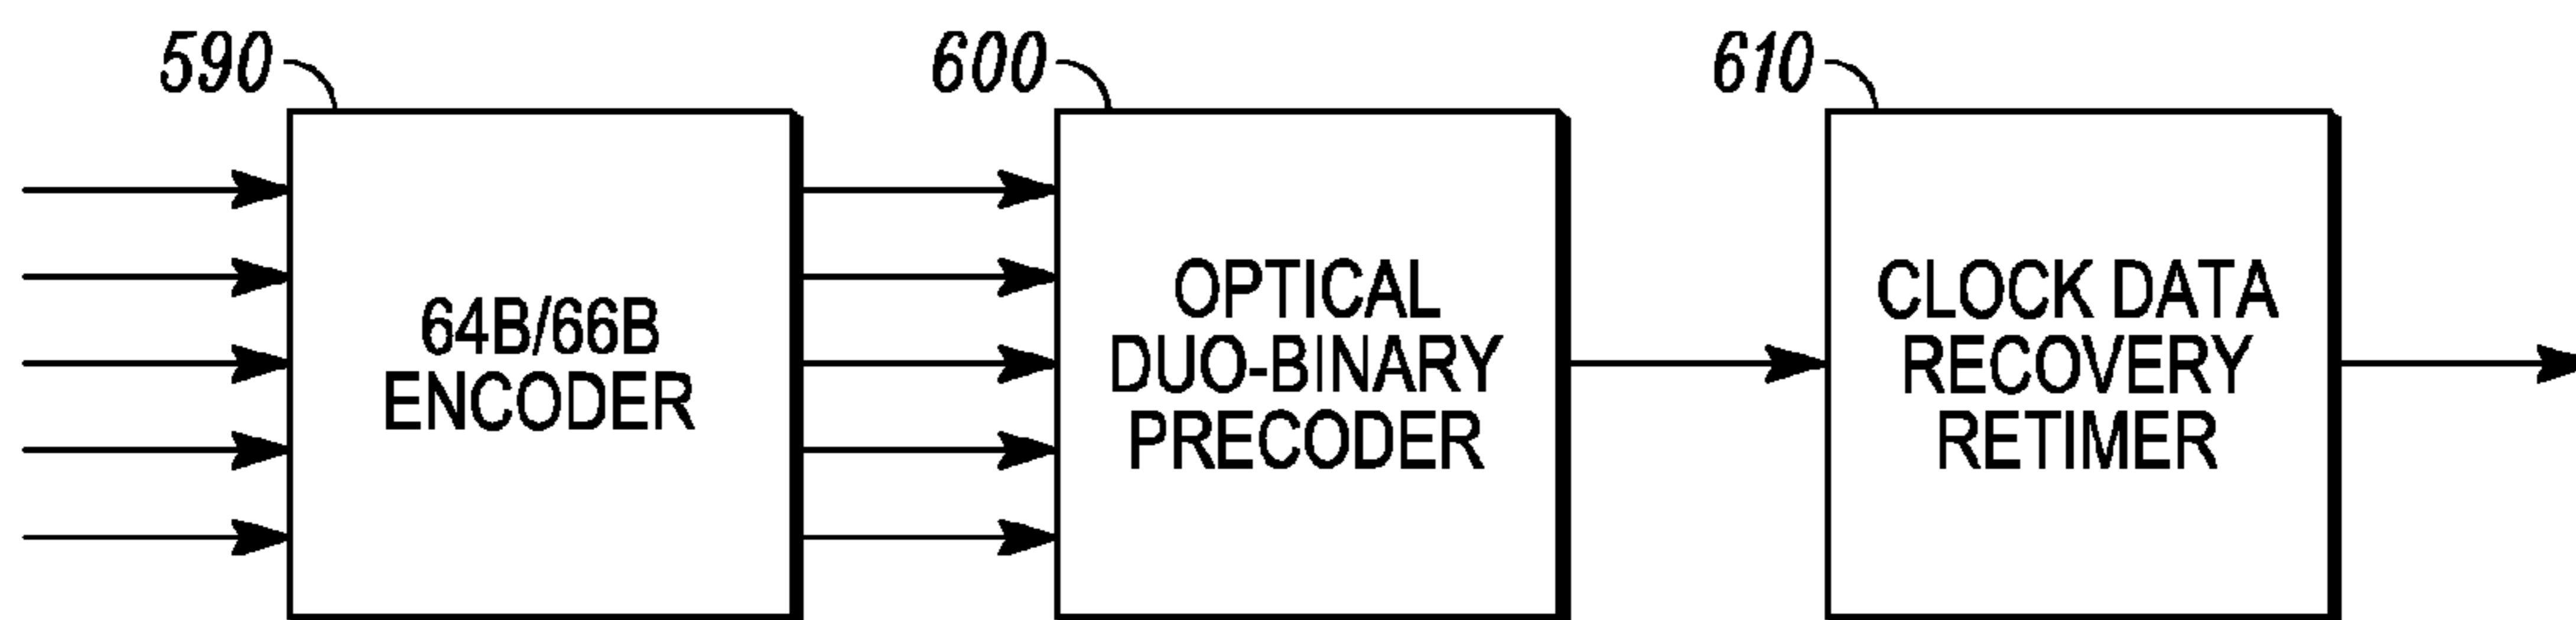 590
600
610
64B/66B
ENCODER
OPTICAL
DUO-BINARY
PRECODER
CLOCK DATA
RECOVERY
RETIMER